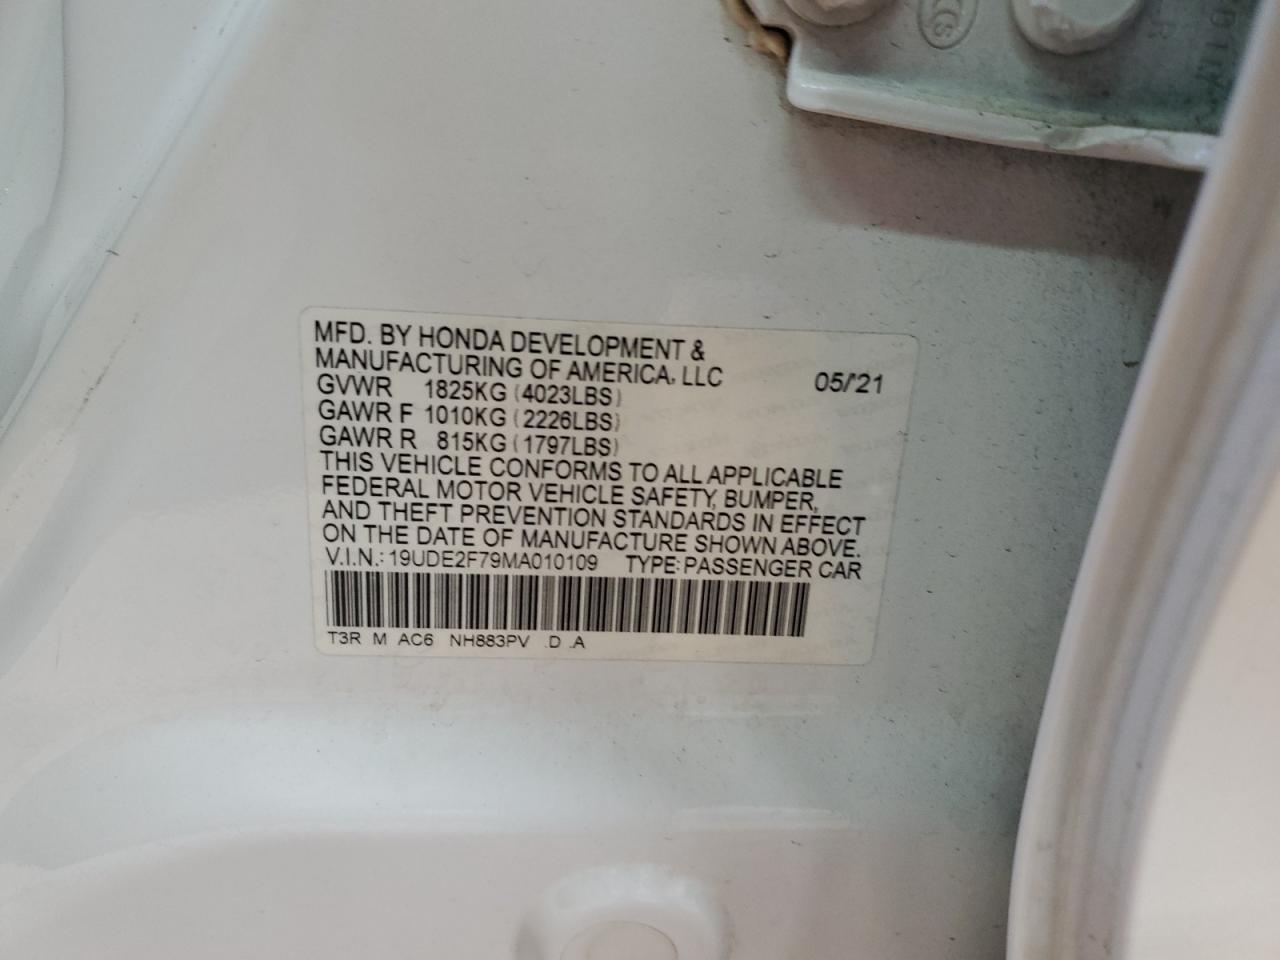 MFD. BY HONDA DEVELOPMENT &
MANUFACTURING OF AMERICA, LLC 05/'21
GVWR 1825KG (4023LBS)
GAWR F 1010KG (2226LBS)
GAWR R 815KG (1797LBS)
THIS VEHICLE CONFORMS TO ALL APPLICABLE
FEDERAL MOTOR VEHICLE SAFETY, BUMPER,
AND THEFT PREVENTION STANDARDS IN EFFECT
ON THE DATE OF MANUFACTURE SHOWN ABOVE.
V.I.N.: 19UDE2F79MA010109 TYPE: PASSENGER CAR
T3R M AC6 NH883PV .D .A